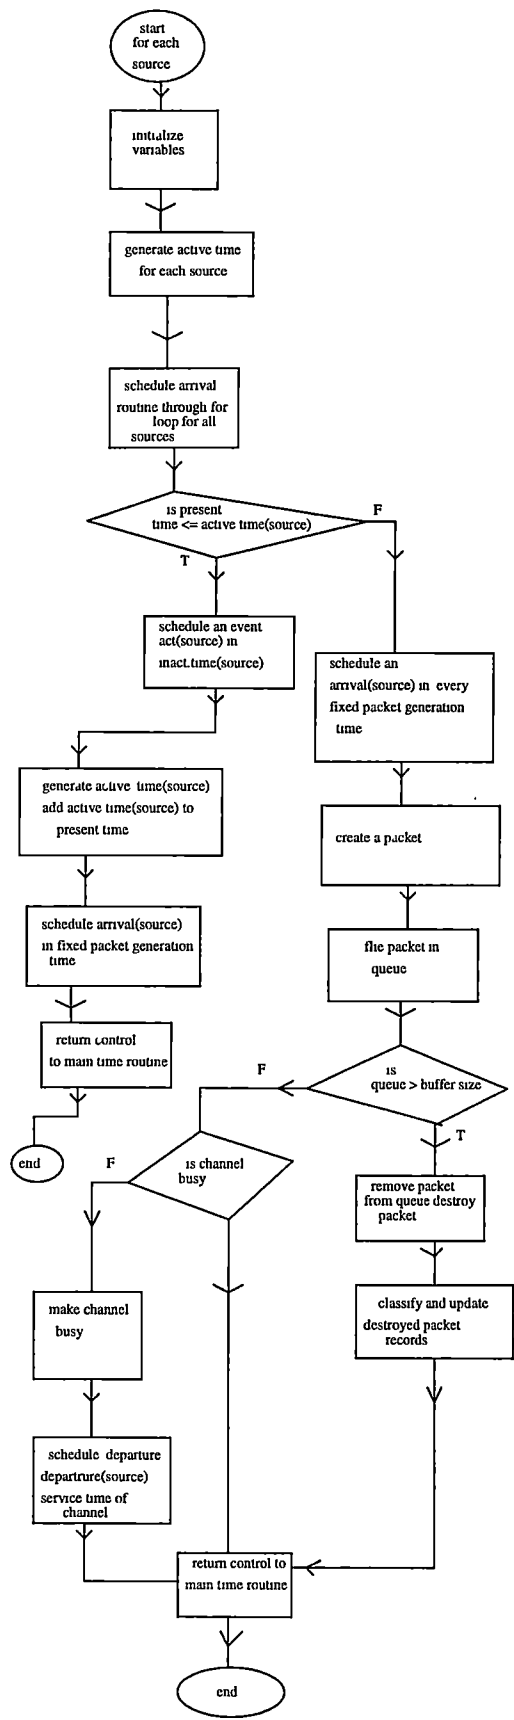 start
for each
source
initialize
variables
generate active time
for each source
schedule arrival
routine through for
loop for all
sources
is present
time <= active time(source)
F
T
schedule an event
act(source) in
inact.time(source)
schedule an
arrival(source) in every
fixed packet generation
time
generate active time(source)
add active time(source) to
present time
create a packet
schedule arrival(source)
in fixed packet generation
time
file packet in
queue
return control
to main time routine
is
queue > buffer size
F
T
end
is channel
busy
F
remove packet
from queue destroy
packet
make channel
busy
classify and update
destroyed packet
records
schedule departure
departrure(source)
service time of
channel
return control to
main time routine
end